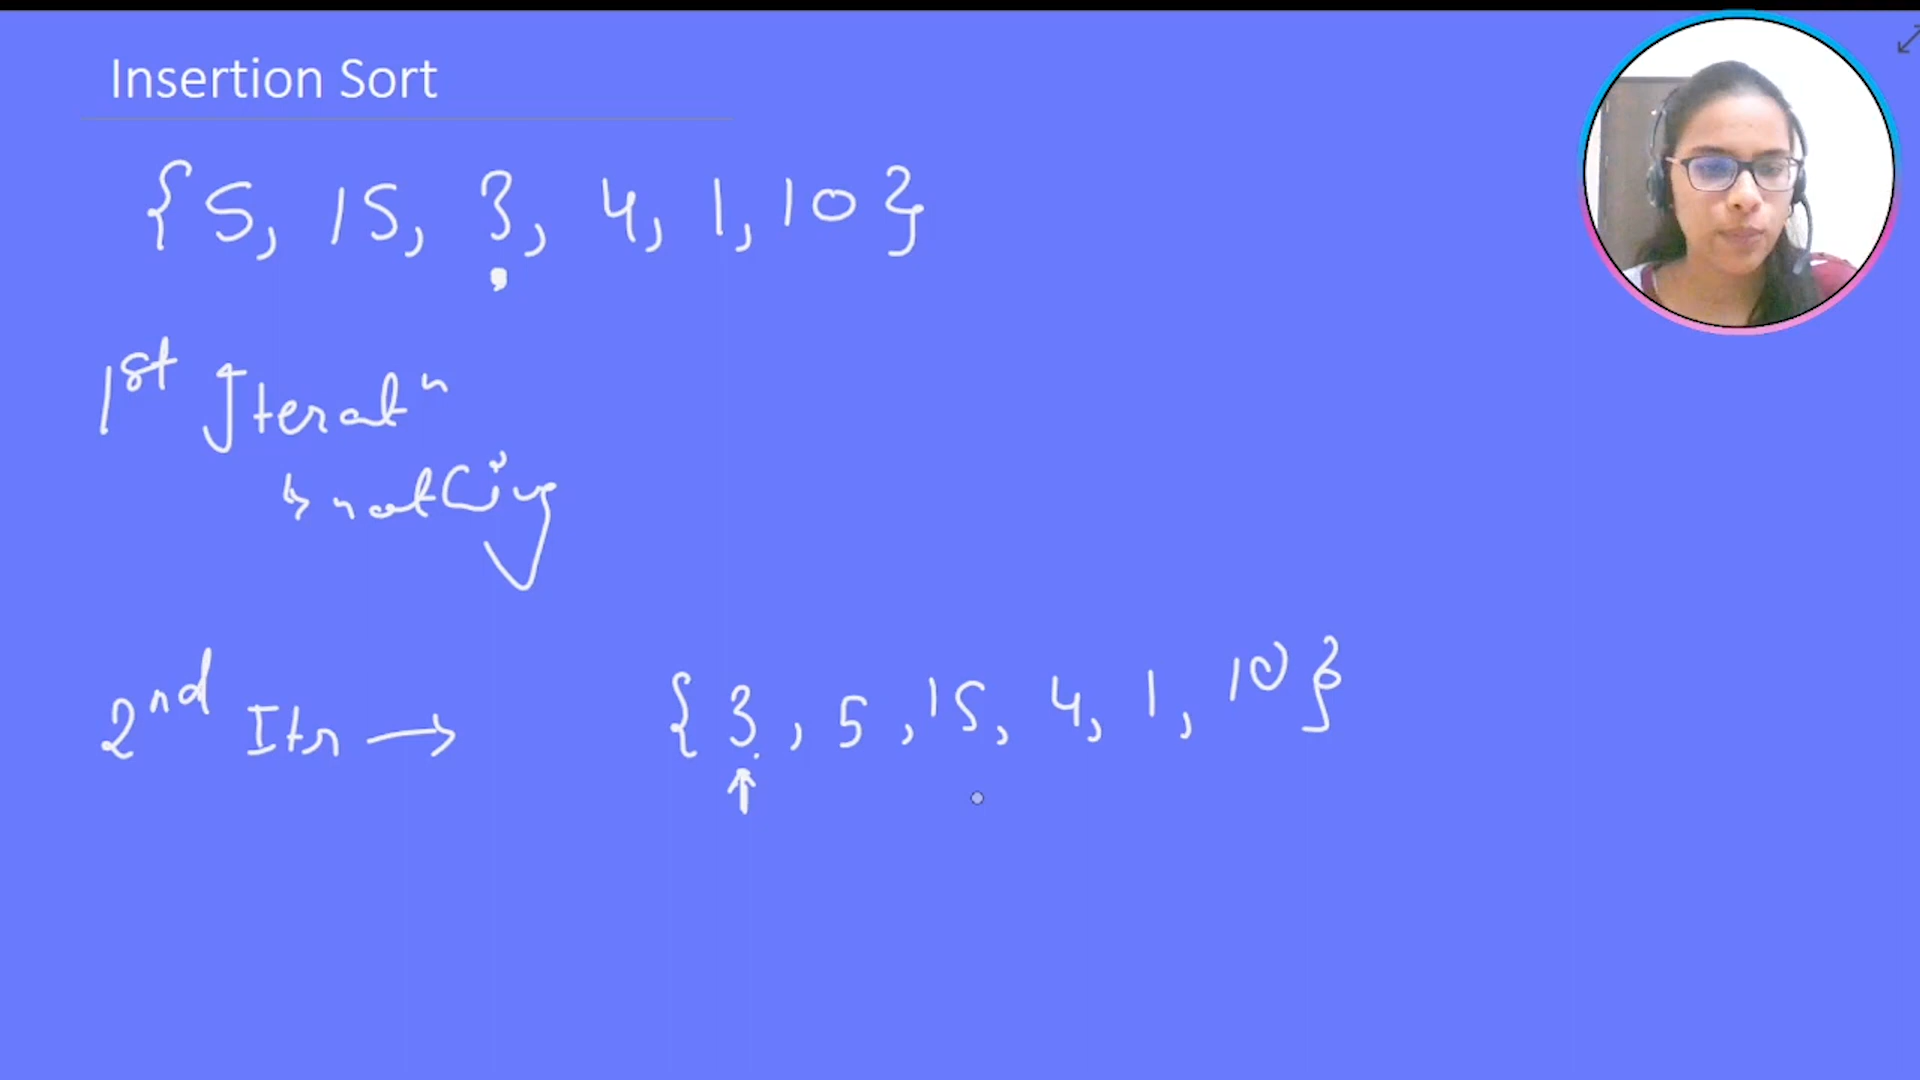 Insertion Sort
{5, 15, 3, 4, 1, 10}
1st Iteratn
2nd Itr → {3, 5, 15, 4, 1, 10}